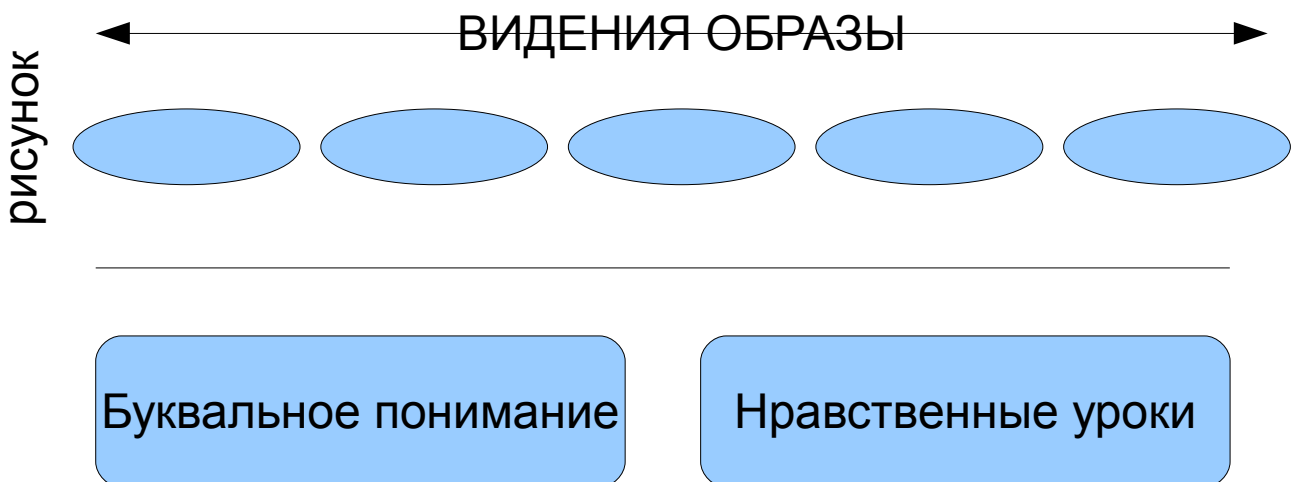 ВИДЕНИЯ ОБРАЗЫ
рисунок
Буквальное понимание
Нравственные уроки